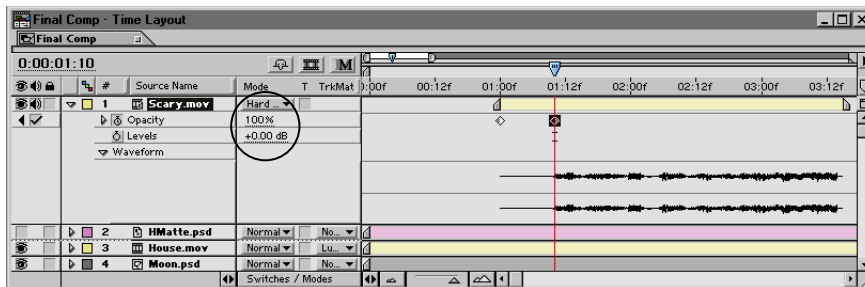 Final Comp · Time Layout
Final Comp
0:00:01:10
M
# Source Name Mode T TrkMat ):00f 00:12f 01:00f 01:12f 02:00f 02:12f 03:00f 03:12f
1 Scary.mov Hard ...
Opacity 100%
Levels +0.00 dB
Waveform
2 HMatte.psd Normal No...
3 House.mov Normal Lu...
4 Moon.psd Normal No...
Switches / Modes